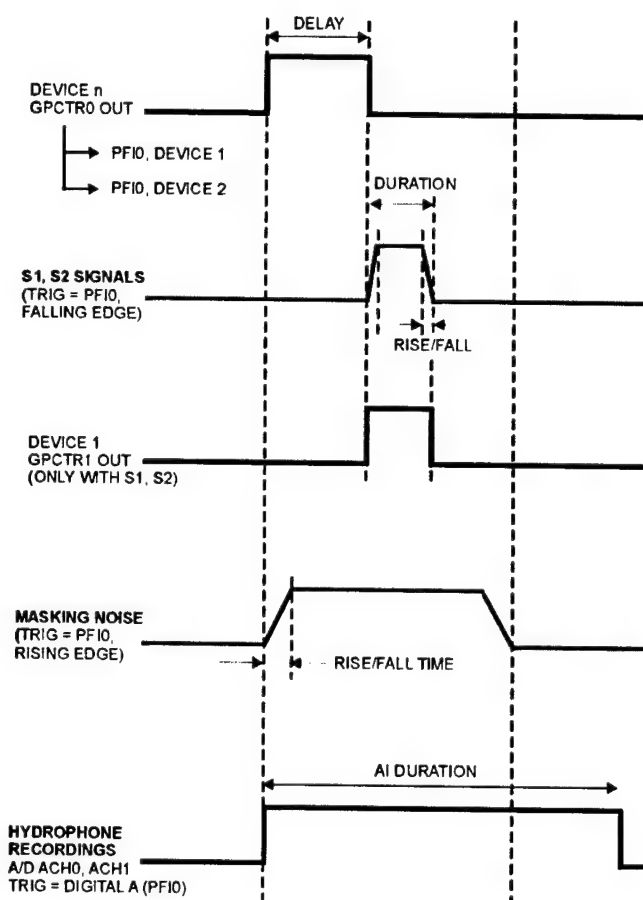 DELAY
DEVICE n
GPCTR0 OUT
PFI0, DEVICE 1
PFI0, DEVICE 2
DURATION
S1, S2 SIGNALS
(TRIG = PFI0,
FALLING EDGE)
RISE/FALL
DEVICE 1
GPCTR1 OUT
(ONLY WITH S1, S2)
MASKING NOISE
(TRIG = PFI0,
RISING EDGE)
RISE/FALL TIME
AI DURATION
HYDROPHONE
RECORDINGS
A/D ACH0, ACH1
TRIG = DIGITAL A (PFI0)